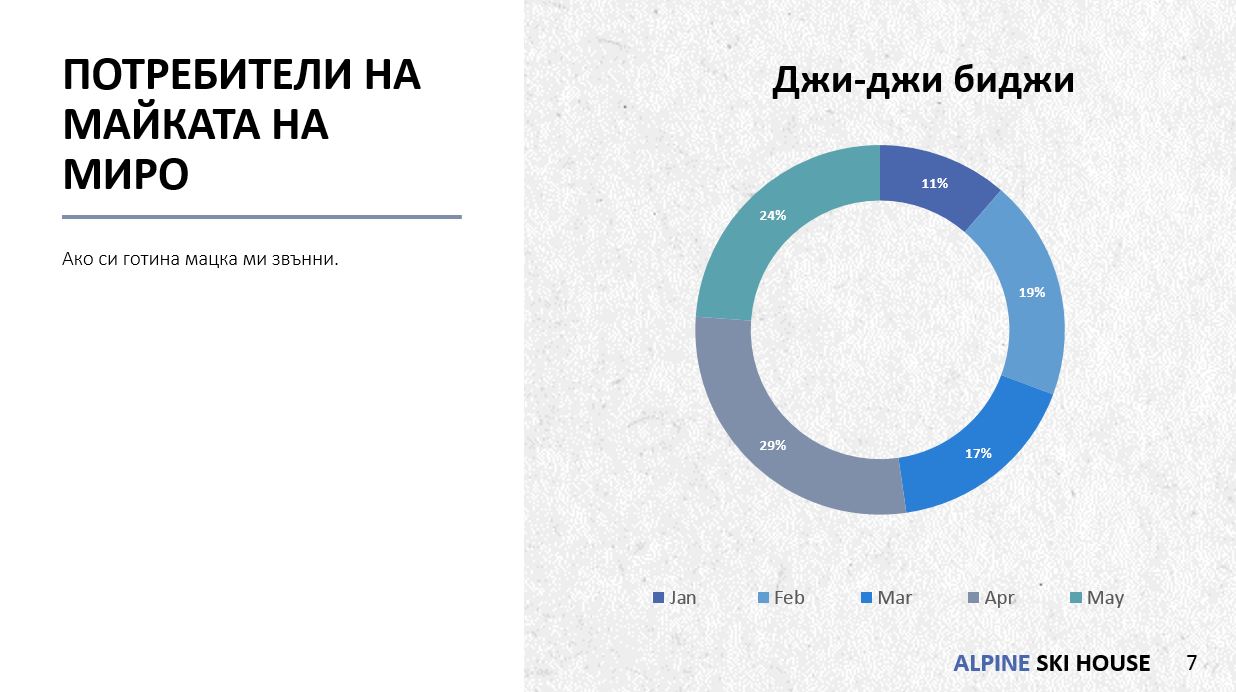 ПОТРЕБИТЕЛИ НА
МАЙКАТА НА
МИРО
Ако си готина мацка ми звънни.
Джи-джи биджи
11%
19%
17%
29%
24%
Jan Feb Mar Apr May
ALPINE SKI HOUSE 7